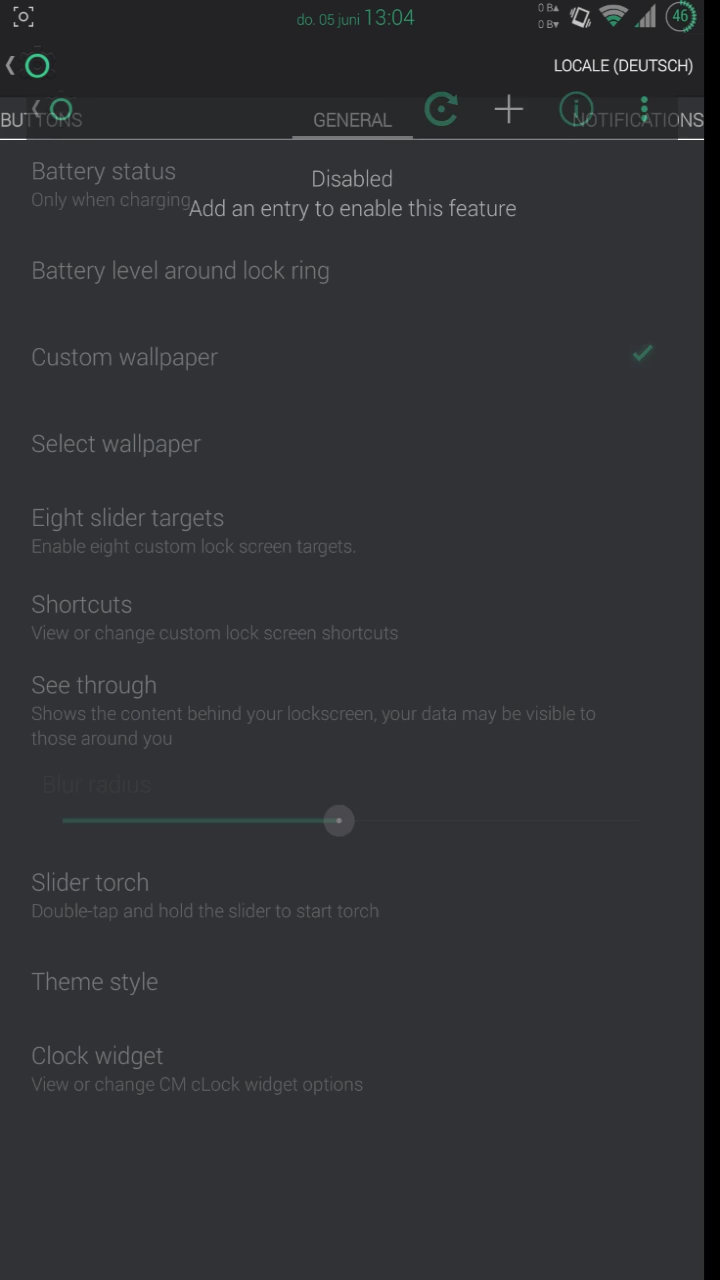 do. 05 juni 13:04
0 B▲
0 B▼
46
LOCALE (DEUTSCH)
BUTTONS
GENERAL
NOTIFICATIONS
Battery status
Only when charging
Disabled
Add an entry to enable this feature
Battery level around lock ring
Custom wallpaper
Select wallpaper
Eight slider targets
Enable eight custom lock screen targets.
Shortcuts
View or change custom lock screen shortcuts
See through
Shows the content behind your lockscreen, your data may be visible to
those around you
Blur radius
Slider torch
Double-tap and hold the slider to start torch
Theme style
Clock widget
View or change CM cLock widget options